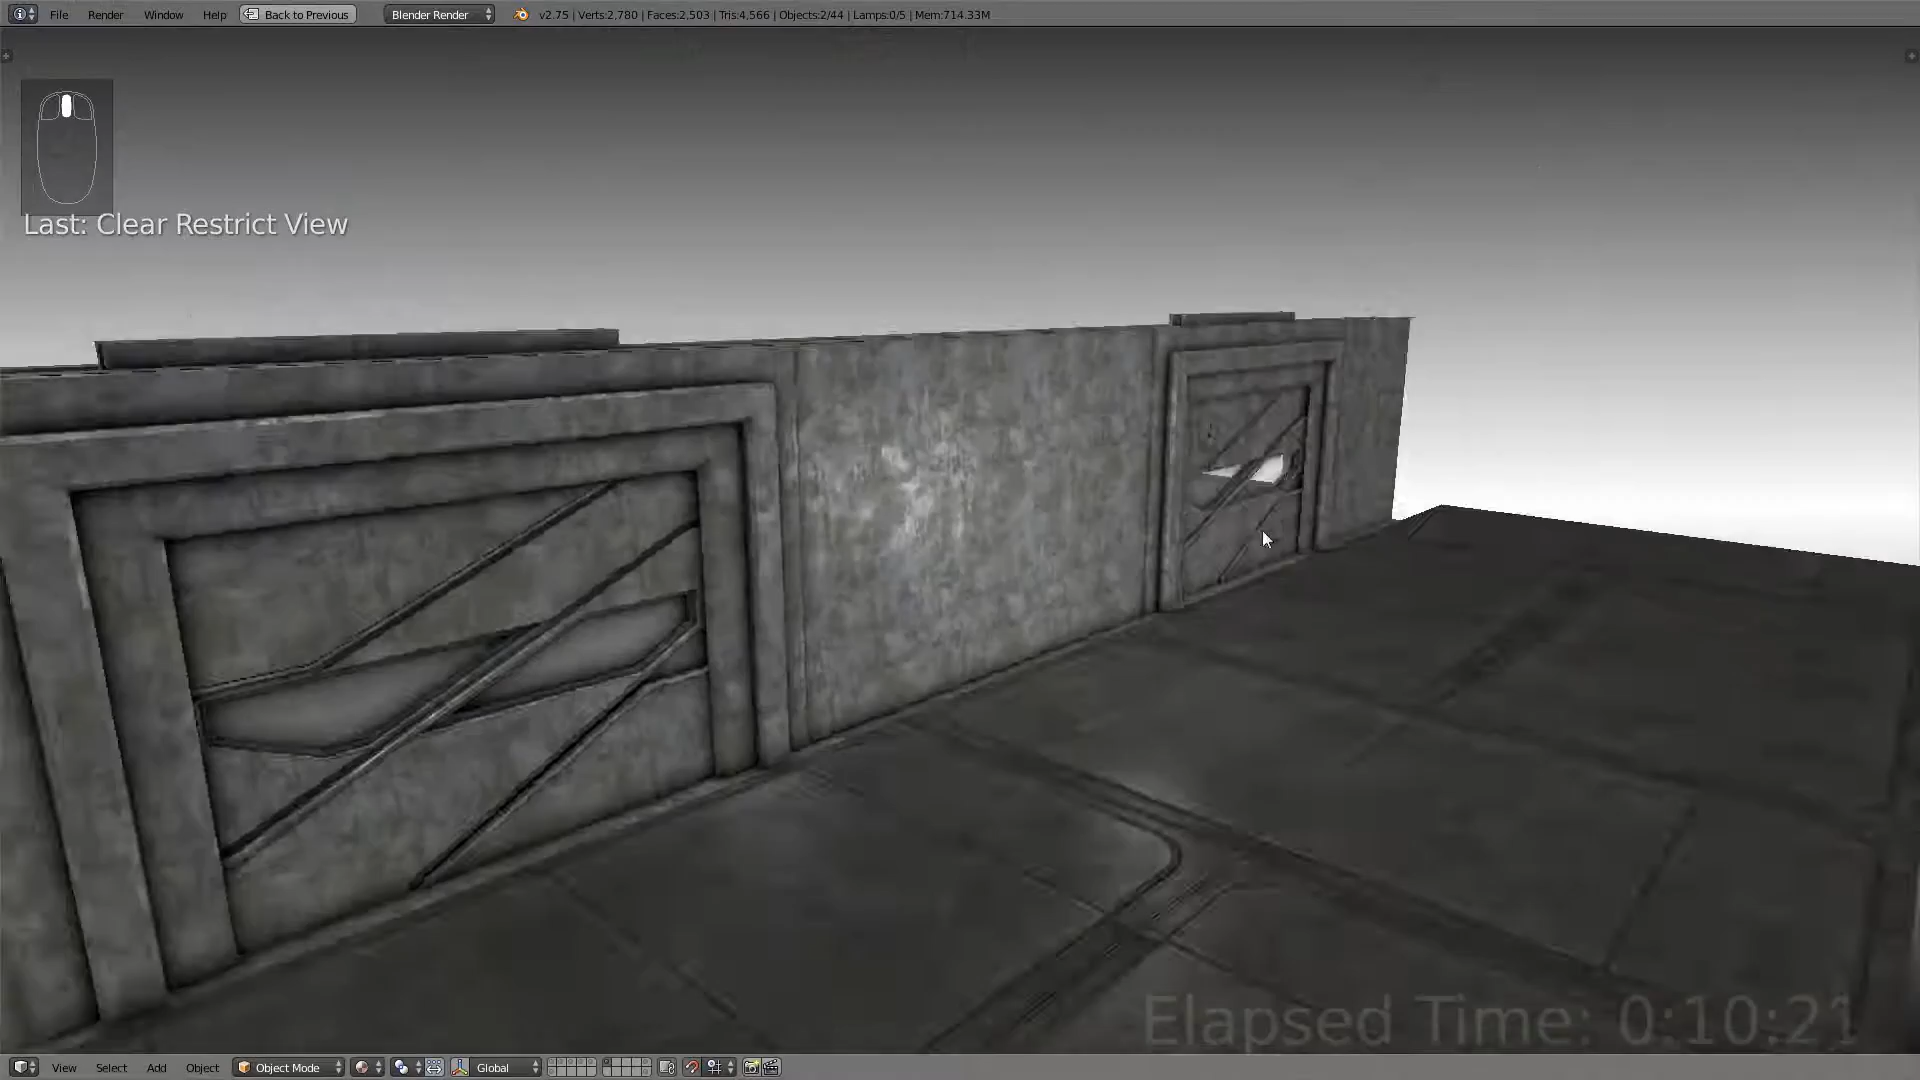 File Render Window Help Back to Previous Blender Render v2.75 | Verts:2,780 | Faces:2,503 | Tris:4,566 | Objects:2/44 | Lamps:0/5 | Mem:714.33M
Last: Clear Restrict View
Elapsed Time: 0:10:21
View Select Add Object Object Mode Global